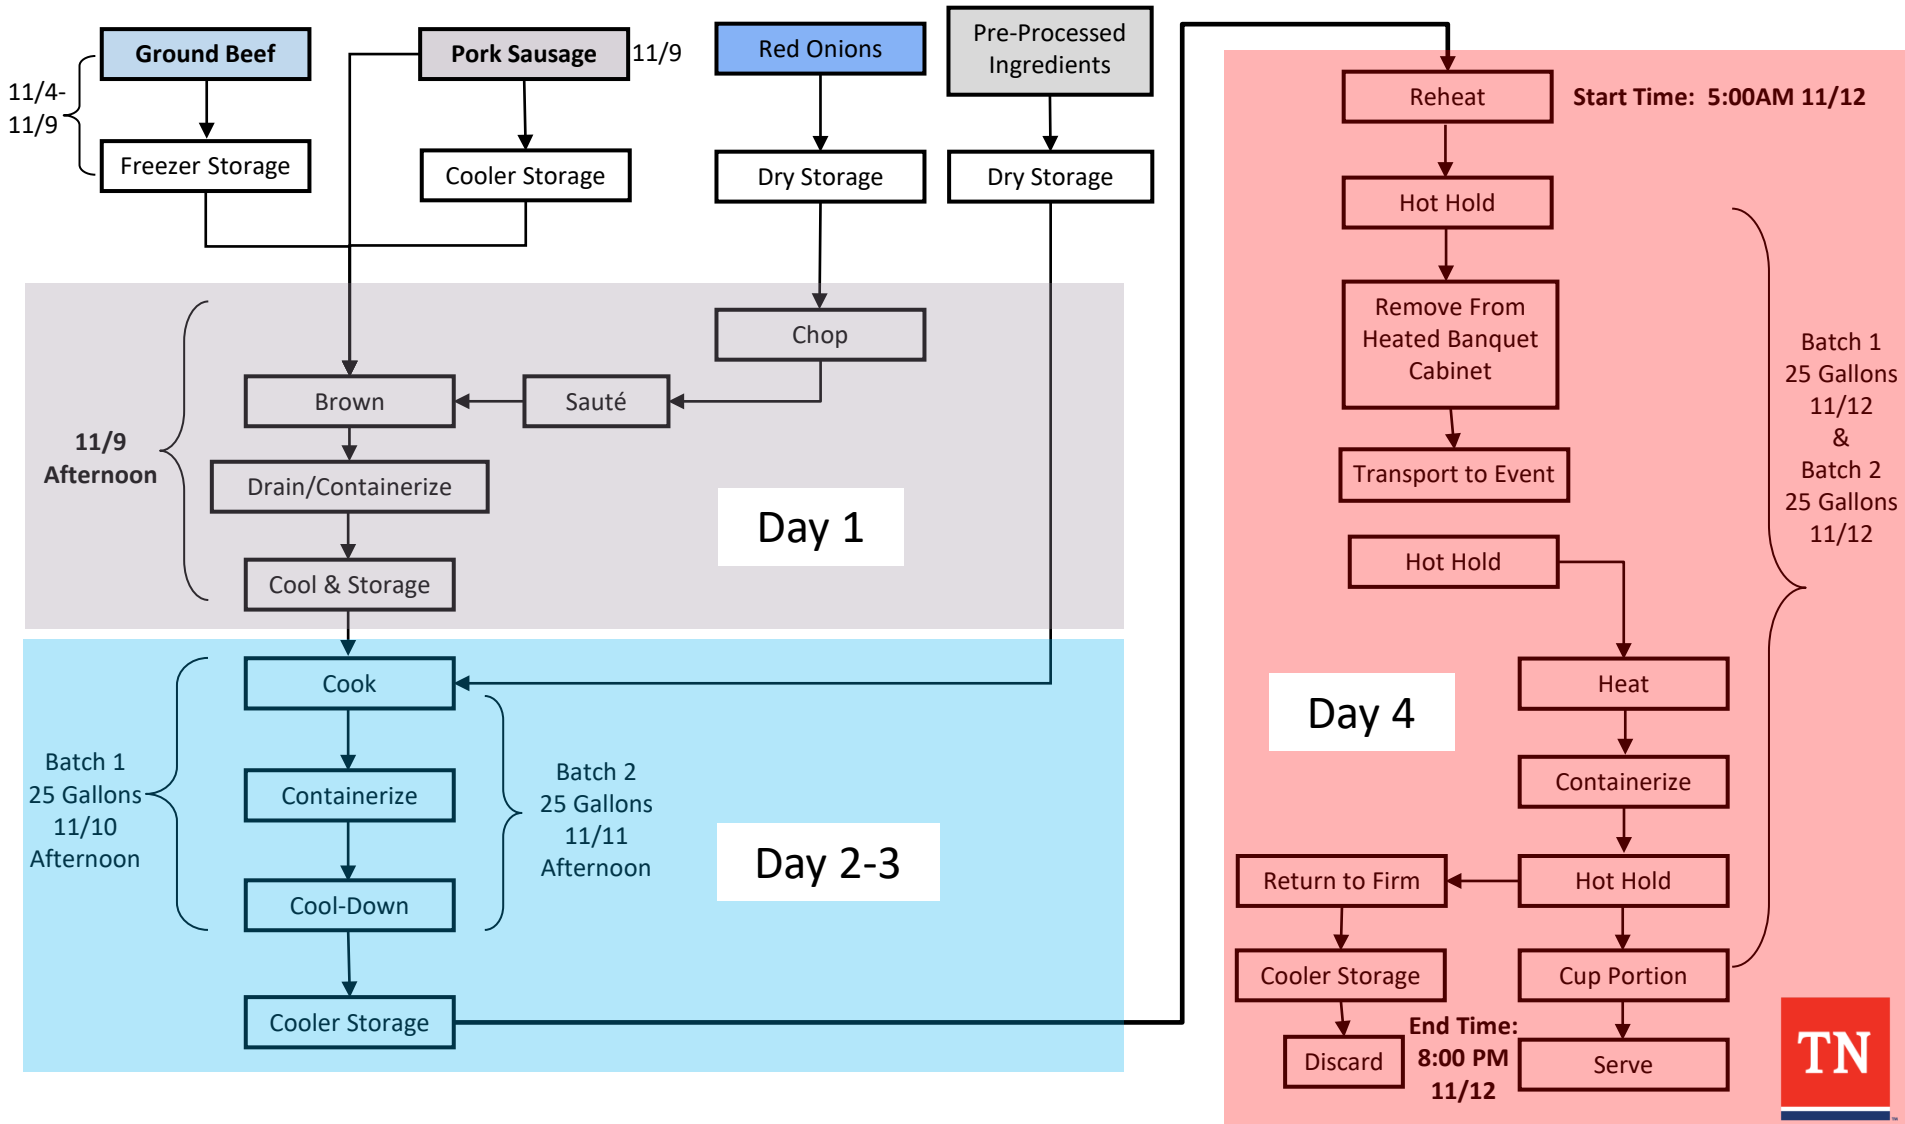 Ground Beef
Pork Sausage
11/9
Red Onions
Pre-Processed
Ingredients
11/4-
11/9
Freezer Storage
Cooler Storage
Dry Storage
Dry Storage
Chop
Sauté
Brown
11/9
Afternoon
Drain/Containerize
Cool & Storage
Day 1
Cook
Batch 1
25 Gallons
11/10
Afternoon
Containerize
Batch 2
25 Gallons
11/11
Afternoon
Cool-Down
Day 2-3
Cooler Storage
Reheat
Start Time: 5:00AM 11/12
Hot Hold
Remove From
Heated Banquet
Cabinet
Transport to Event
Batch 1
25 Gallons
11/12
&
Batch 2
25 Gallons
11/12
Hot Hold
Heat
Day 4
Containerize
Hot Hold
Return to Firm
Cooler Storage
Cup Portion
Discard
End Time:
8:00 PM
11/12
Serve
TN